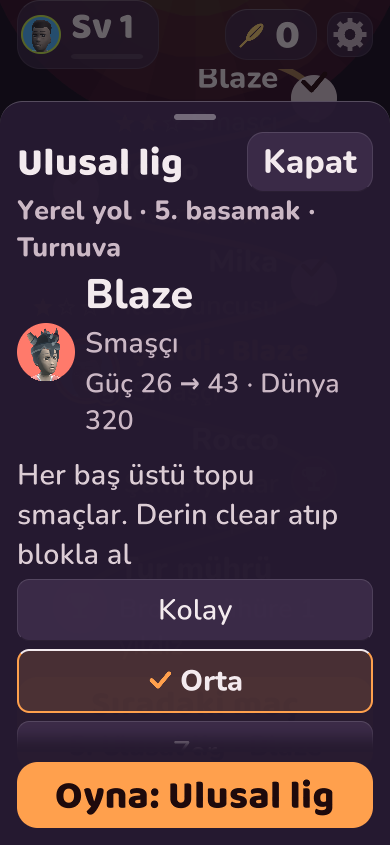 Sv 1
0
Blaze
Ulusal lig
Kapat
Yerel yol · 5. basamak ·
Turnuva
Blaze
Smaşçı
Güç 26 → 43 · Dünya
320
Her baş üstü topu
smaçlar. Derin clear atıp
blokla al
Kolay
✓ Orta
Oyna: Ulusal lig